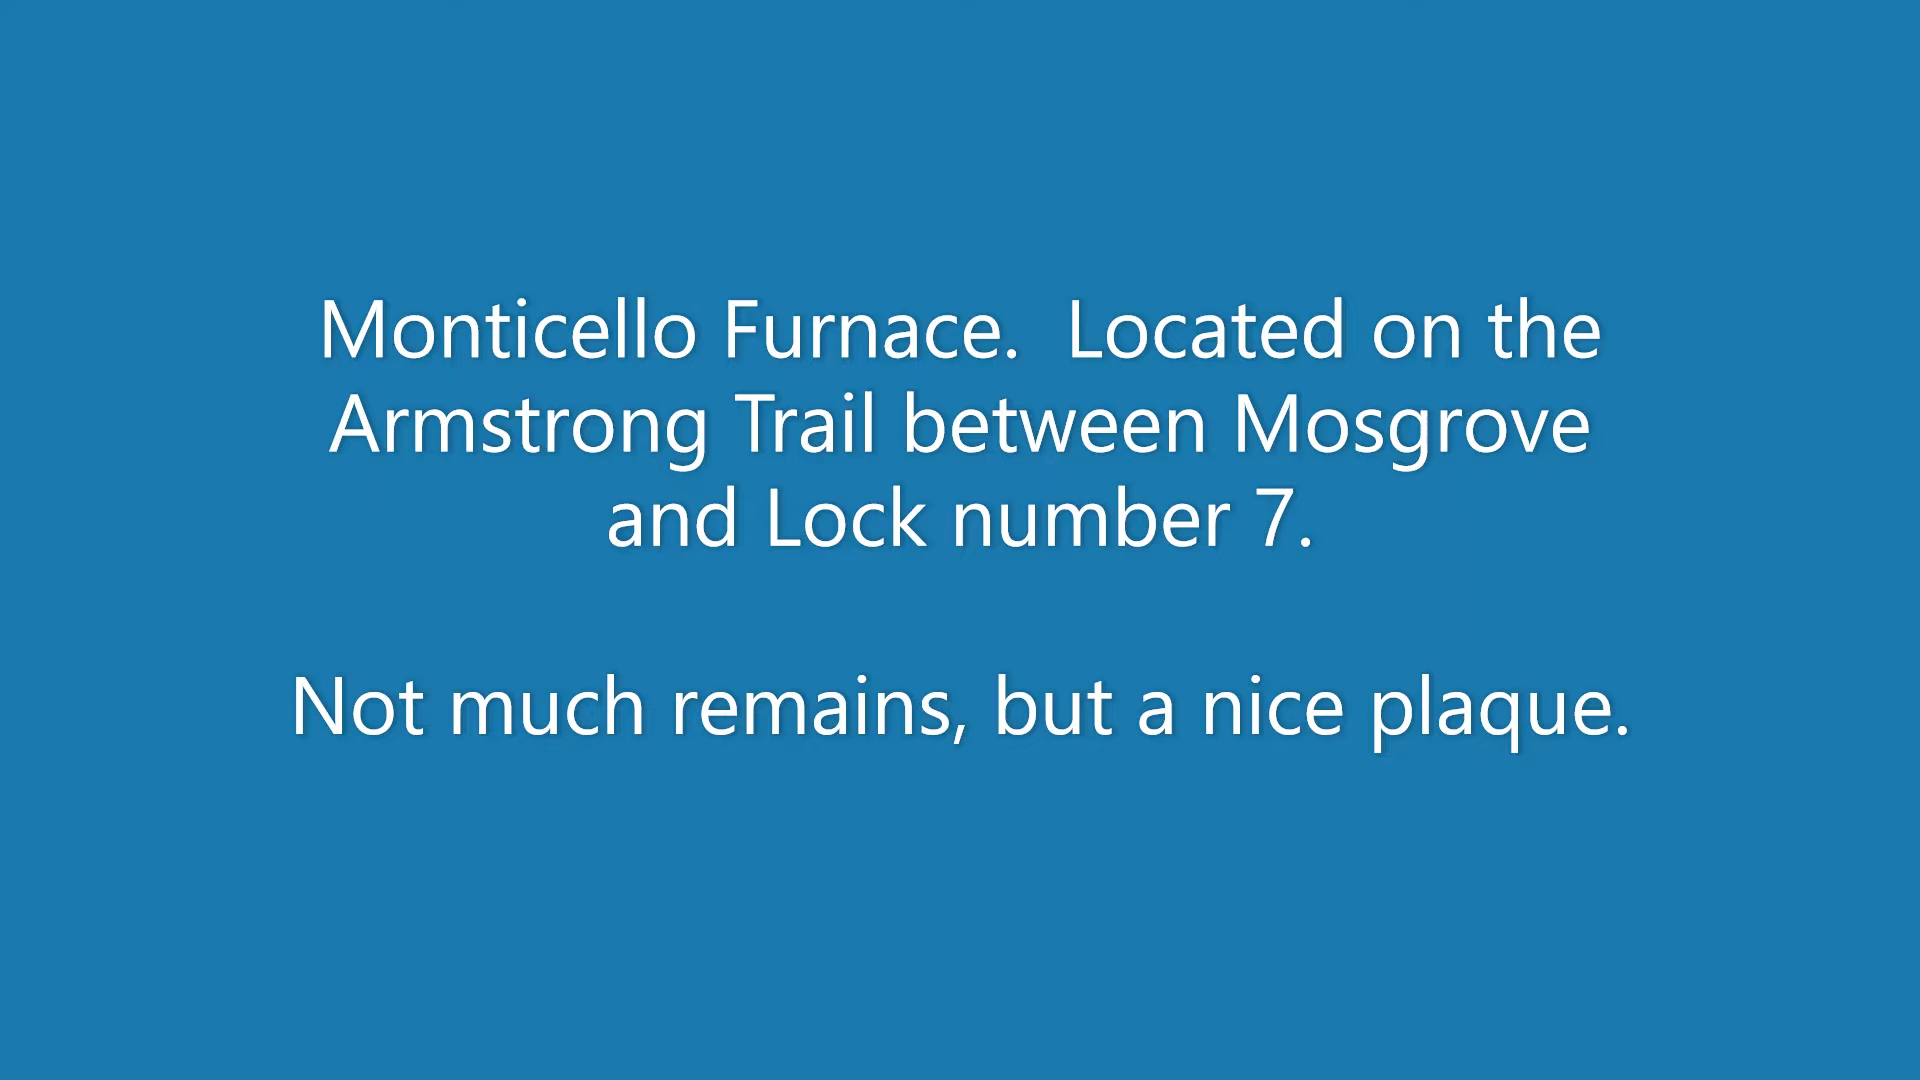 Monticello Furnace.  Located on the
Armstrong Trail between Mosgrove
and Lock number 7.
Not much remains, but a nice plaque.